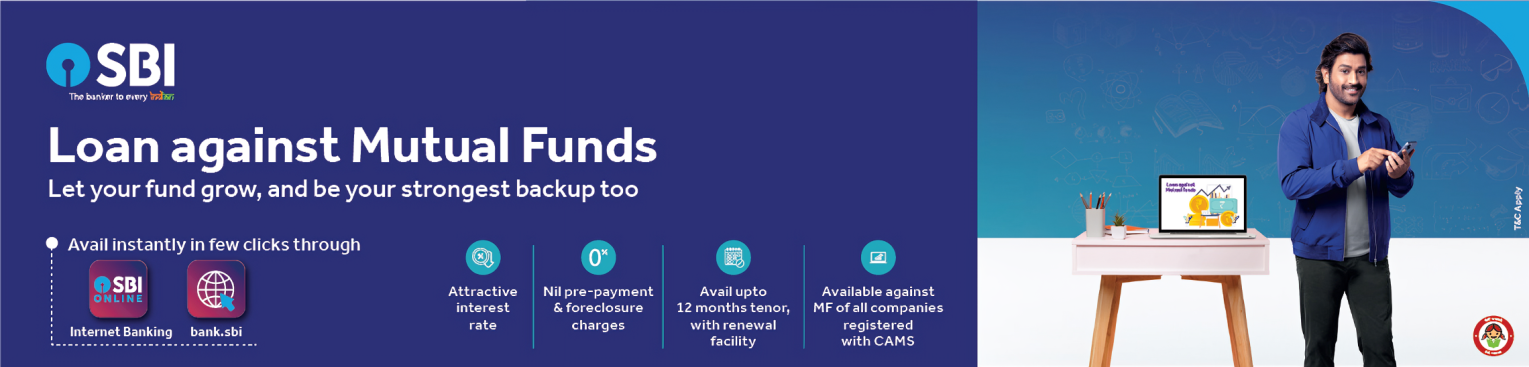 SBI
The banker to every Indian
Loan against Mutual Funds
Let your fund grow, and be your strongest backup too
Avail instantly in few clicks through
SBI
ONLINE
Internet Banking
bank.sbi
Attractive
interest
rate
0%
Nil pre-payment
& foreclosure
charges
Avail upto
12 months tenor,
with renewal
facility
Available against
MF of all companies
registered
with CAMS
Loan against
Mutual funds
T&C Apply